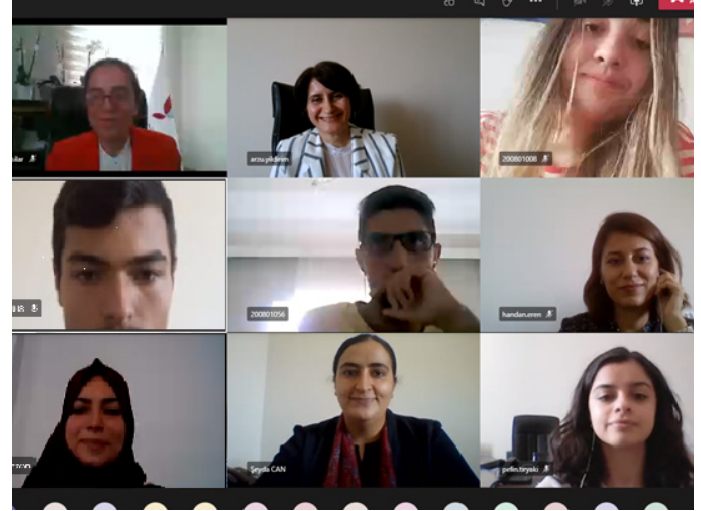 arzu.yildirim
200801008
200801056
handan.eren
Şeyda CAN
pelin.tiryaki